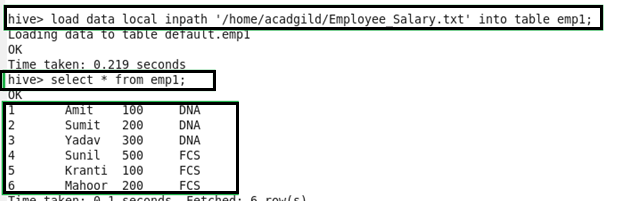 hive> load data local inpath '/home/acadgild/Employee_Salary.txt' into table emp1;
Loading data to table default.emp1
OK
Time taken: 0.219 seconds
hive> select * from emp1;
OK
1 Amit 100 DNA
2 Sumit 200 DNA
3 Yadav 300 DNA
4 Sunil 500 FCS
5 Kranti 100 FCS
6 Mahoor 200 FCS
Time taken: 0.1 seconds, Fetched: 6 row(s)